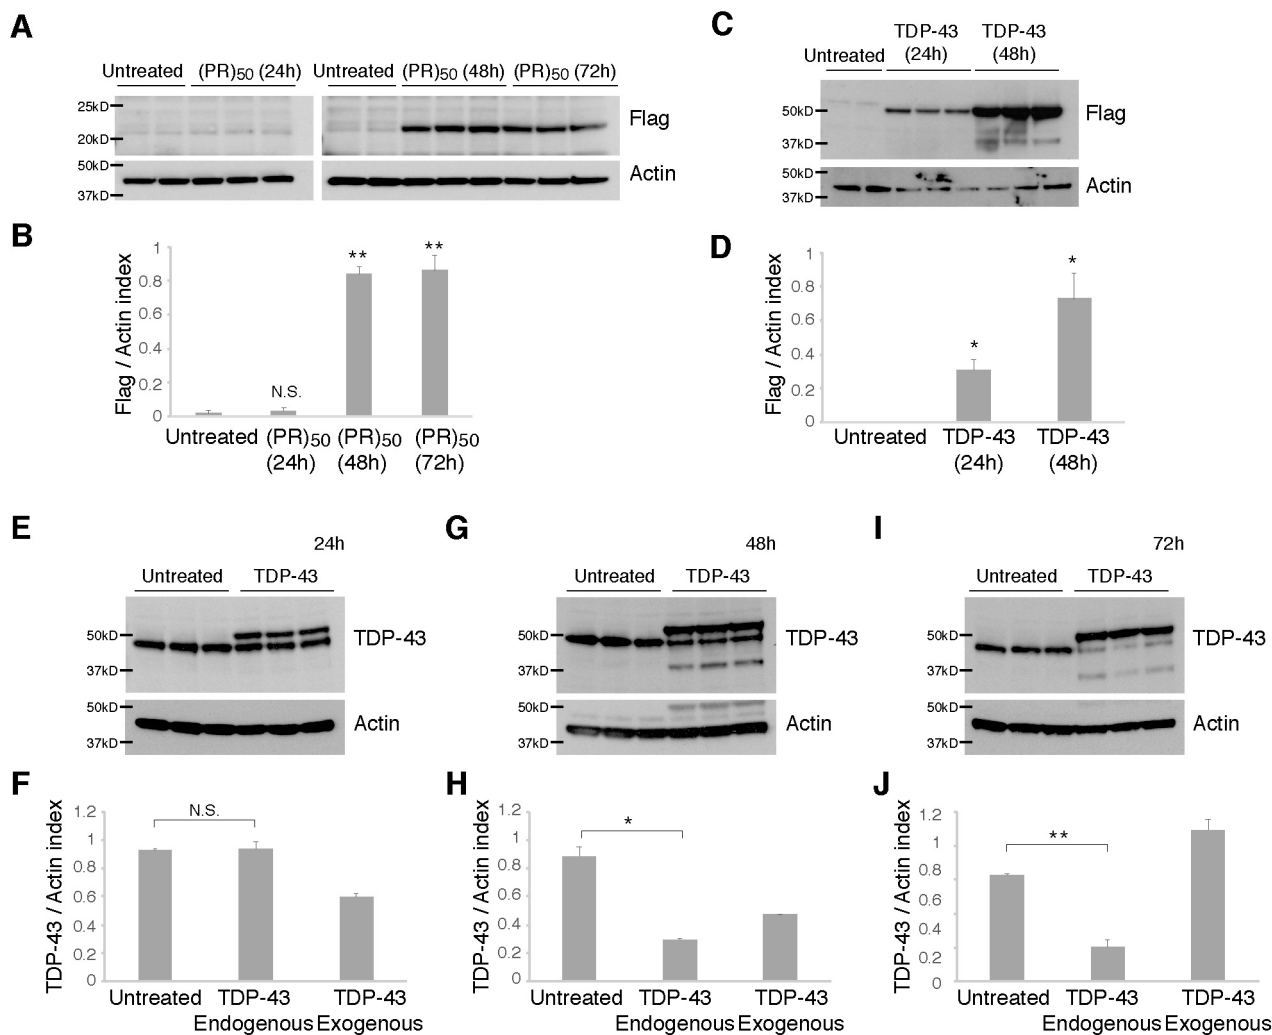 A
Untreated (PR)50 (24h) Untreated (PR)50 (48h) (PR)50 (72h)
25kD
20kD
Flag
50kD
37kD
Actin
B
Flag / Actin index
1
0.8
0.6
0.4
0.2
0
N.S.
**
**
Untreated (PR)50 (PR)50 (PR)50
(24h) (48h) (72h)
C
TDP-43 TDP-43
Untreated (24h) (48h)
50kD
37kD
Flag
50kD
37kD
Actin
D
Flag / Actin index
1
0.8
0.6
0.4
0.2
0
*
*
Untreated TDP-43 TDP-43
(24h) (48h)
E
24h
Untreated TDP-43
50kD
37kD
TDP-43
50kD
37kD
Actin
F
TDP-43 / Actin index
1.2
1
0.8
0.6
0.4
0.2
0
N.S.
Untreated TDP-43 TDP-43
Endogenous Exogenous
G
48h
Untreated TDP-43
50kD
37kD
TDP-43
50kD
37kD
Actin
H
TDP-43 / Actin index
1.2
1
0.8
0.6
0.4
0.2
0
*
Untreated TDP-43 TDP-43
Endogenous Exogenous
I
72h
Untreated TDP-43
50kD
37kD
TDP-43
50kD
37kD
Actin
J
TDP-43 / Actin index
1.2
1
0.8
0.6
0.4
0.2
0
**
Untreated TDP-43 TDP-43
Endogenous Exogenous